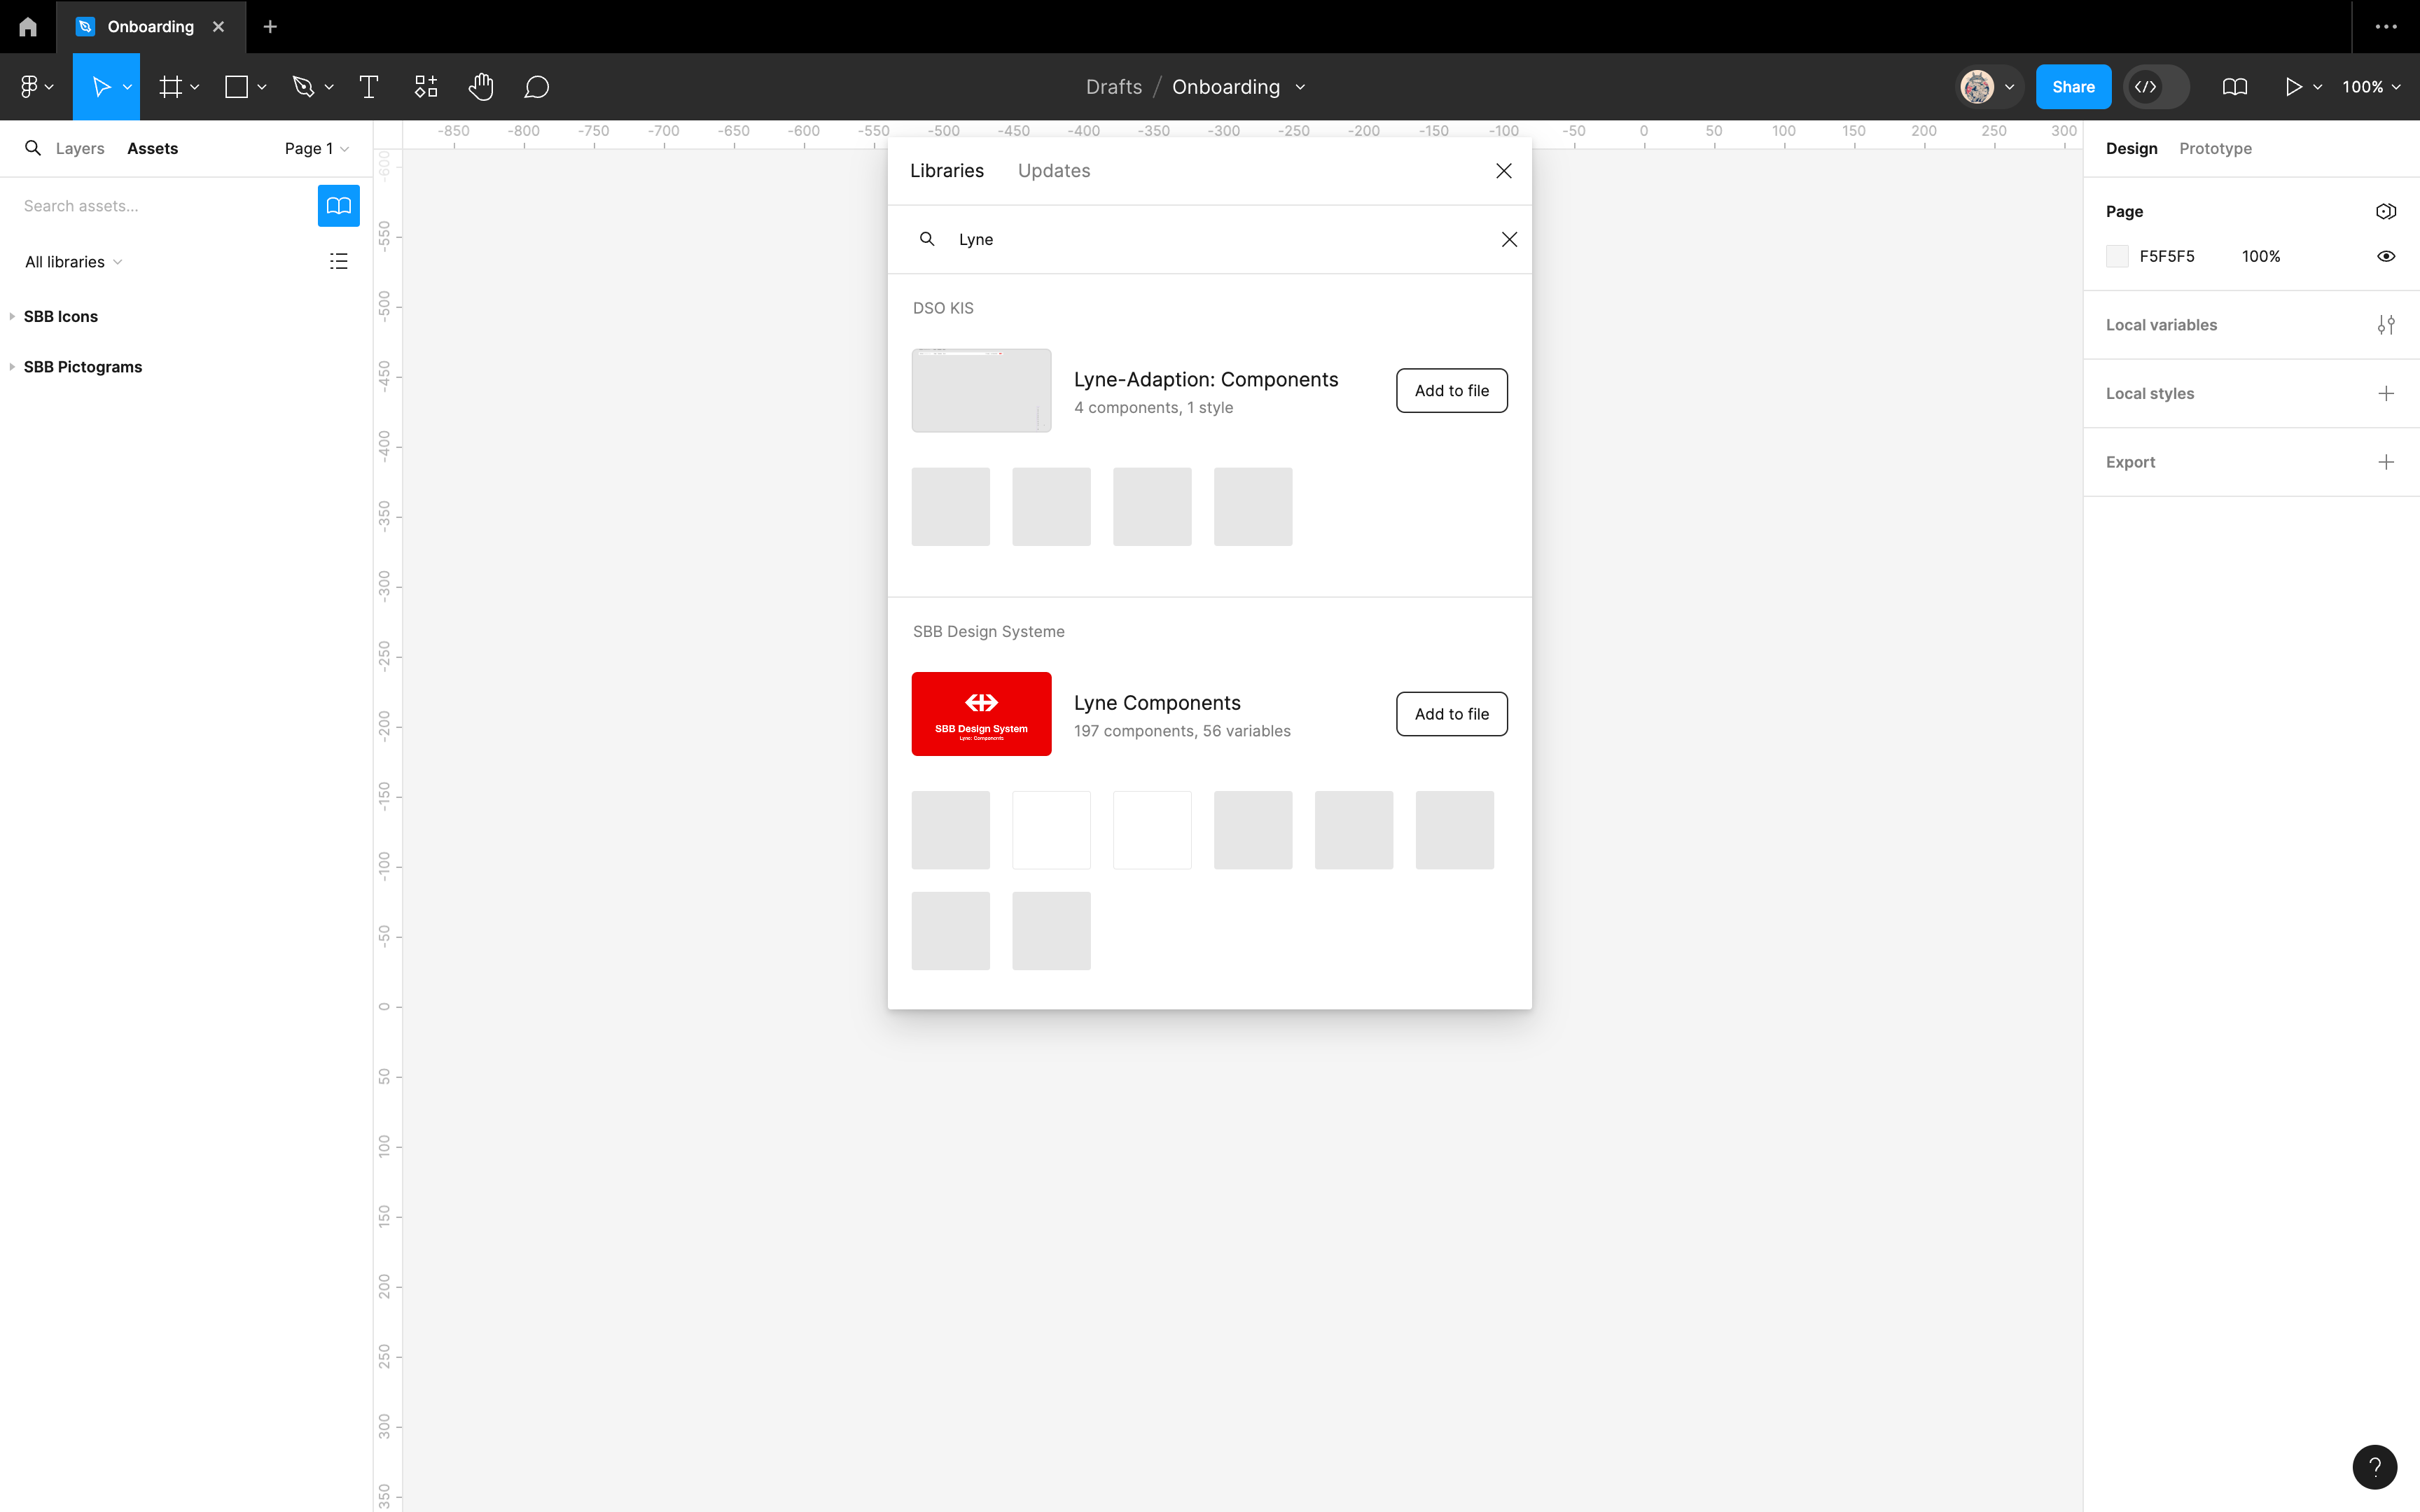 Onboarding
Drafts / Onboarding
Share
100%
Layers Assets Page 1
Search assets...
All libraries
SBB Icons
SBB Pictograms
-850 -800 -750 -700 -650 -600 -550 -500 -450 -400 -350 -300 -250 -200 -150 -100 -50 0 50 100 150 200 250 300
-600
-550
-500
-450
-400
-350
-300
-250
-200
-150
-100
-50
0
50
100
150
200
250
300
350
Libraries Updates
Lyne
DSO KIS
Lyne-Adaption: Components
4 components, 1 style
Add to file
SBB Design Systeme
SBB Design System
Lyne: Components
Lyne Components
197 components, 56 variables
Add to file
Design Prototype
Page
F5F5F5 100%
Local variables
Local styles
Export
?